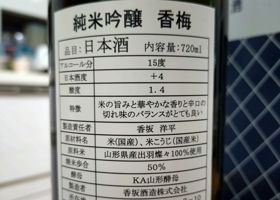 純米吟醸 香梅
品目：日本酒 内容量：720ml
アルコール分 15度
日本酒度 +4
酸度 1.4
特徴 米の旨みと華やかな香りと辛口の
切れ味のバランスがとても良い
製造責任者 香坂 洋平
原材料名 米(国産)、米こうじ(国産米)
原料米 山形県産出羽燦々100%使用
精米歩合 50%
酵母 KA山形酵母
製造者 香坂酒造株式会社